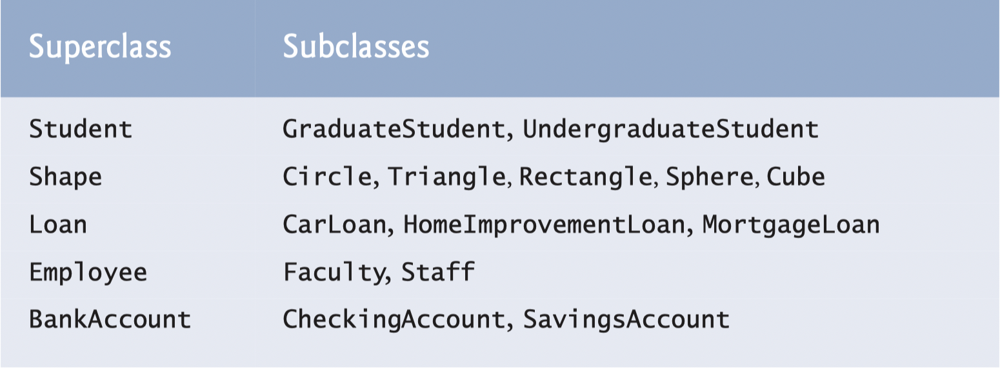 Superclass Subclasses
Student GraduateStudent, UndergraduateStudent
Shape Circle, Triangle, Rectangle, Sphere, Cube
Loan CarLoan, HomeImprovementLoan, MortgageLoan
Employee Faculty, Staff
BankAccount CheckingAccount, SavingsAccount